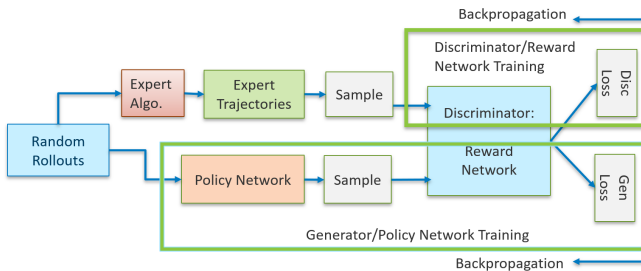 Backpropagation
Discriminator/Reward
Network Training
Expert
Algo.
Expert
Trajectories
Sample
Disc
Loss
Discriminator:
Random
Rollouts
Reward
Network
Policy Network
Sample
Gen
Loss
Generator/Policy Network Training
Backpropagation